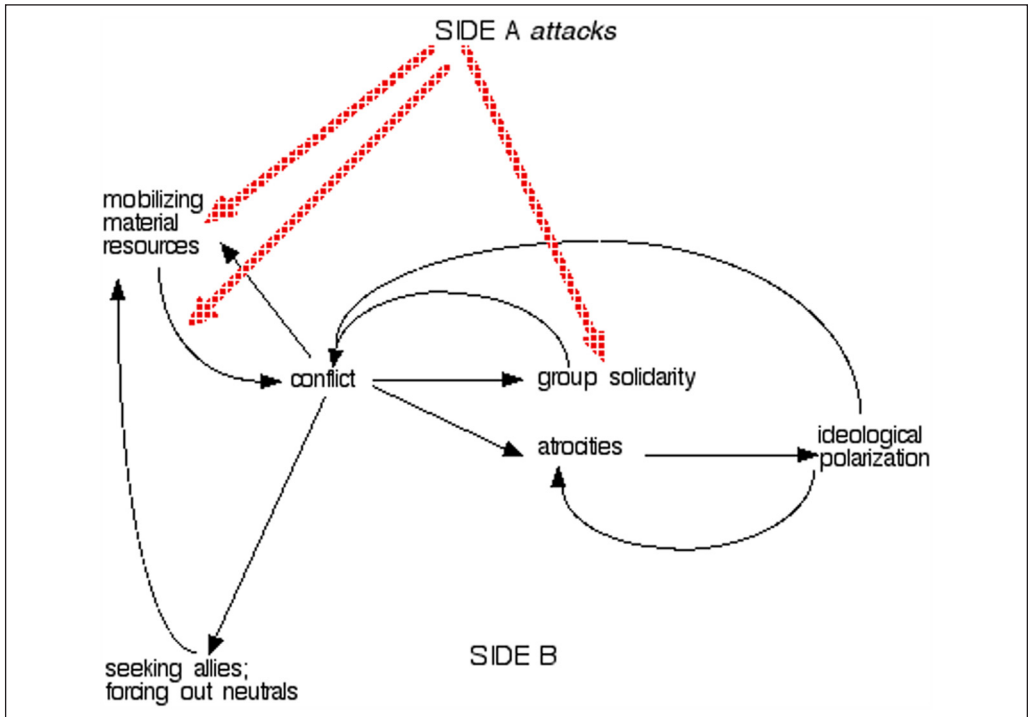 SIDE A attacks
mobilizing
material
resources
conflict
group solidarity
atrocities
ideological
polarization
SIDE B
seeking allies;
forcing out neutrals